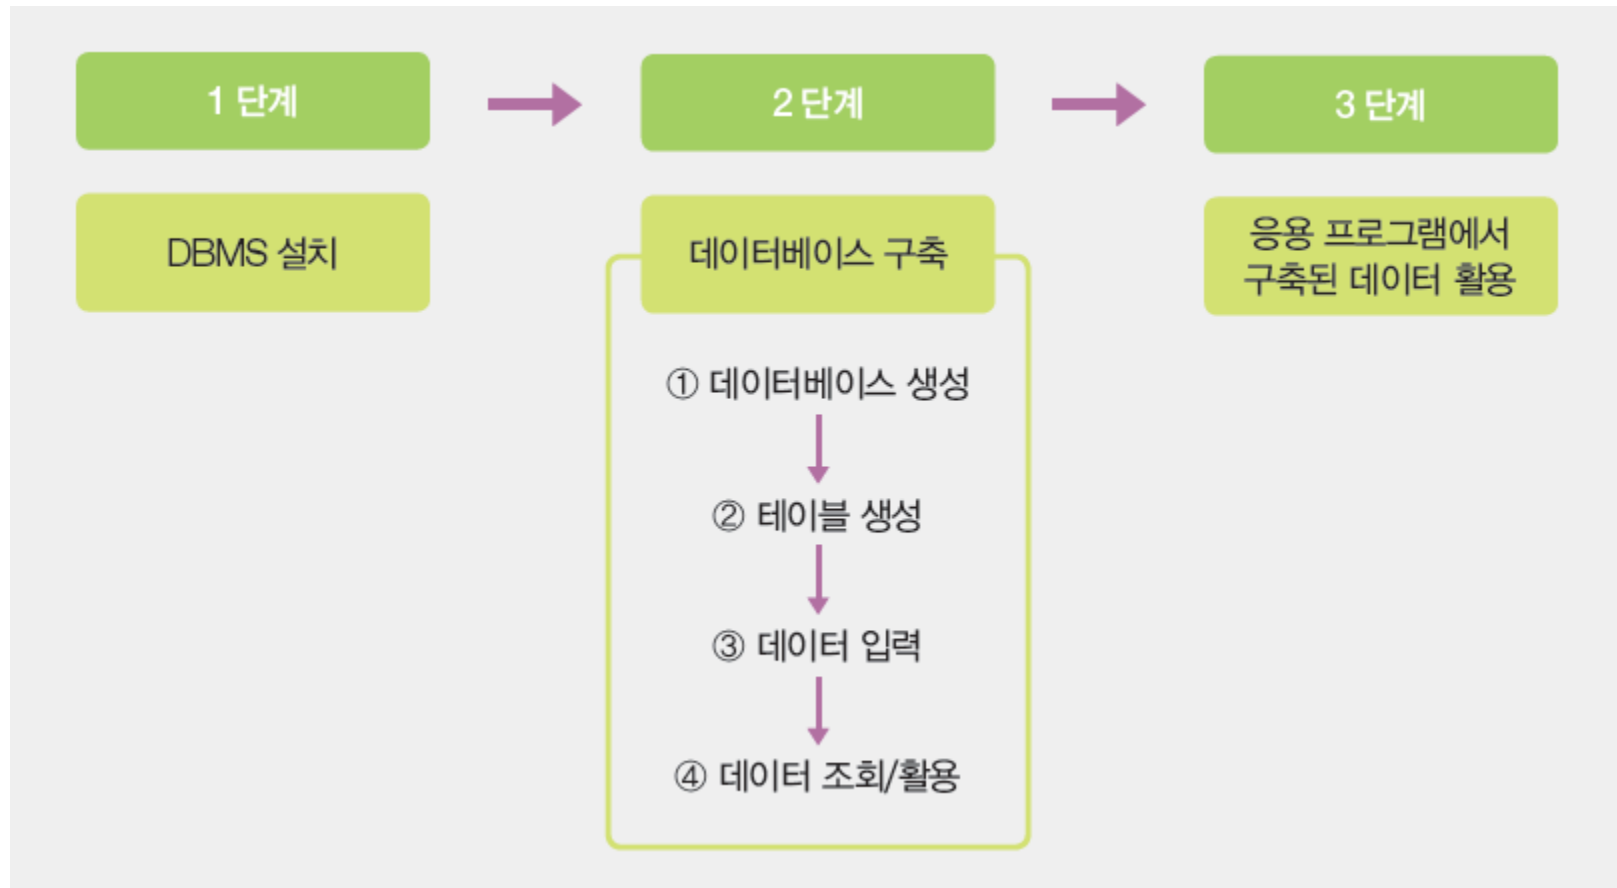 1 단계
2 단계
3 단계
DBMS 설치
데이터베이스 구축
응용 프로그램에서
구축된 데이터 활용
① 데이터베이스 생성
② 테이블 생성
③ 데이터 입력
④ 데이터 조회/활용